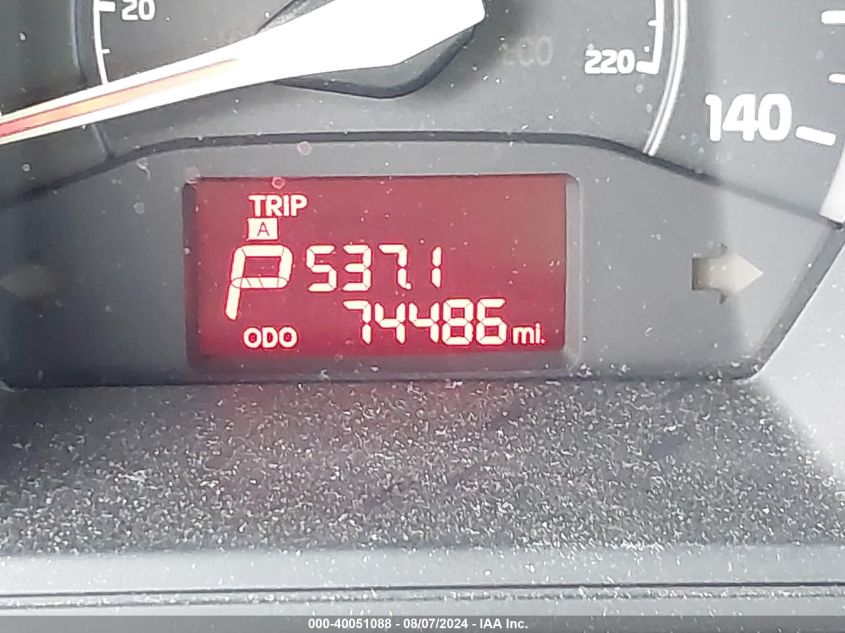 20
220
140
TRIP
A
P 537.1
ODO 74486 mi.
000-40051088 - 08/07/2024 - IAA Inc.